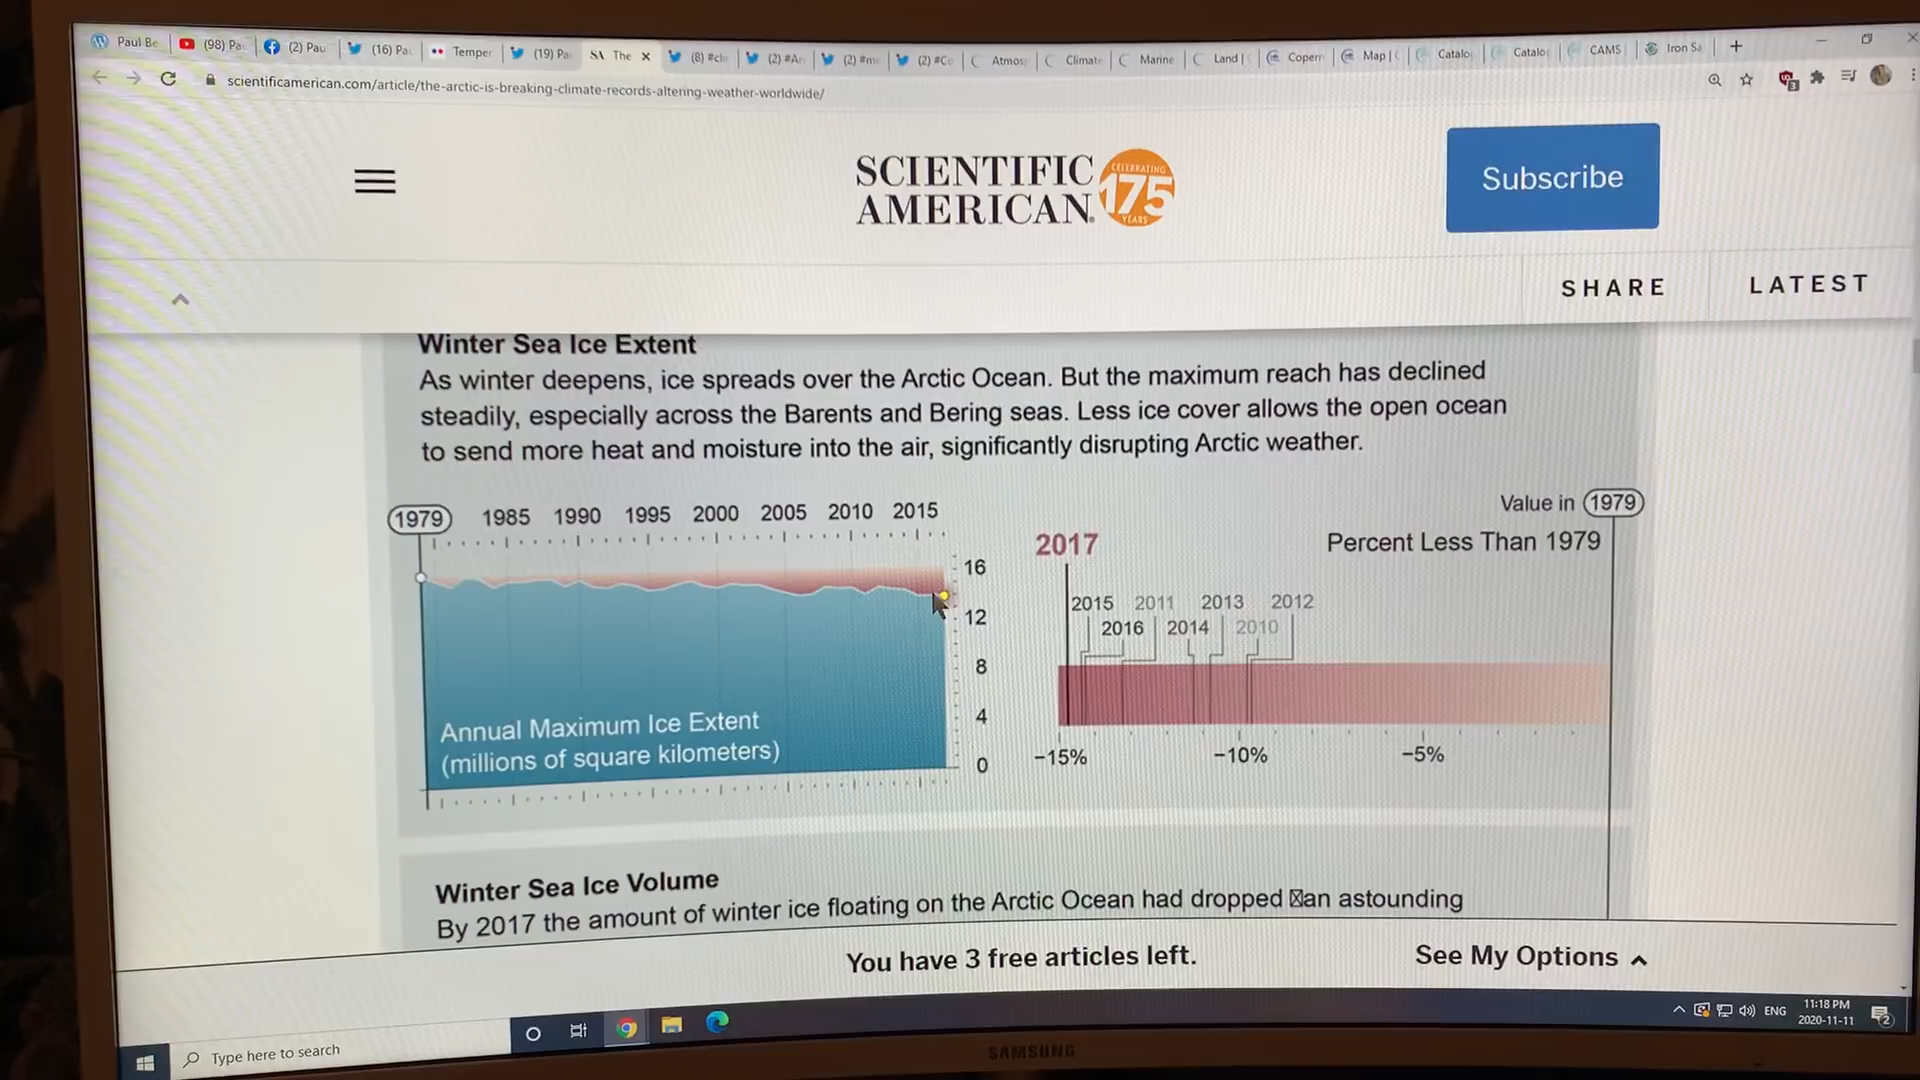 Paul Be
(98) Pa
(2) Pau
(16) Pa
Temper
(19) Pa
SA The
(8) #cli
(2) #An
(2) #m
(2) #Co
Atmos
Climate
Marine
Land |
Copern
Map |
Catalo
Catalo
CAMS
Iron Sa
scientificamerican.com/article/the-arctic-is-breaking-climate-records-altering-weather-worldwide/
SCIENTIFIC
AMERICAN
CELEBRATING
175
YEARS
Subscribe
SHARE
LATEST
Winter Sea Ice Extent
As winter deepens, ice spreads over the Arctic Ocean. But the maximum reach has declined
steadily, especially across the Barents and Bering seas. Less ice cover allows the open ocean
to send more heat and moisture into the air, significantly disrupting Arctic weather.
1979 1985 1990 1995 2000 2005 2010 2015
16
12
8
4
0
Annual Maximum Ice Extent
(millions of square kilometers)
Value in 1979
2017
Percent Less Than 1979
2015 2011 2013 2012
2016 2014 2010
−15% −10% −5%
Winter Sea Ice Volume
By 2017 the amount of winter ice floating on the Arctic Ocean had dropped an astounding
You have 3 free articles left.
See My Options
Type here to search
ENG
11:18 PM
2020-11-11
2
SAMSUNG